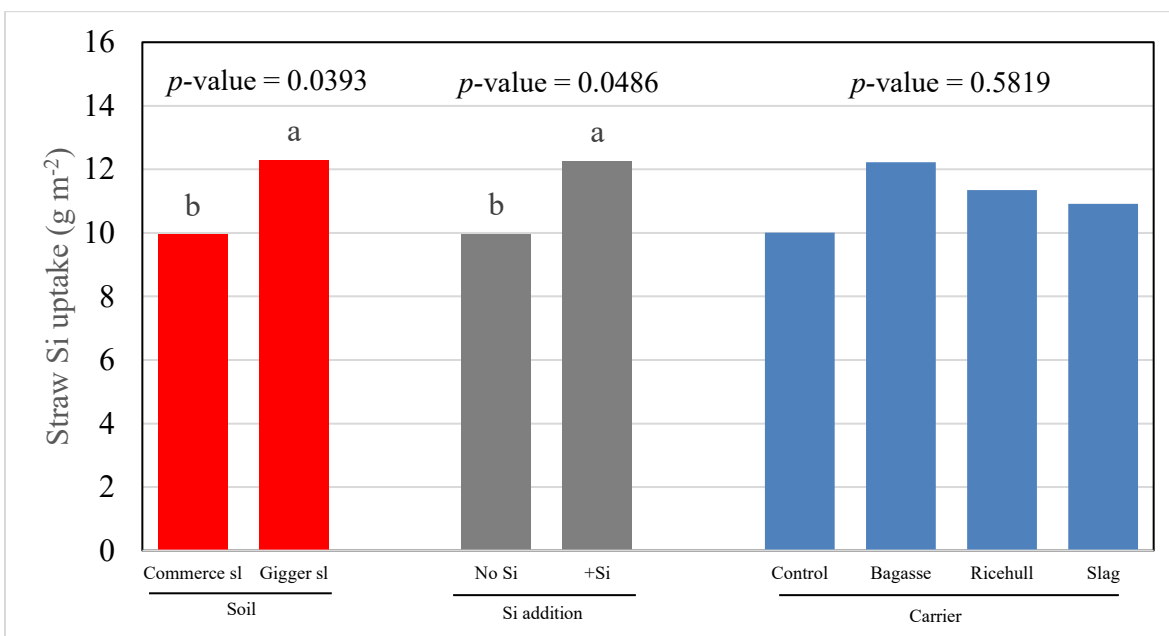 Straw Si uptake (g m-2)
16
14
12
10
8
6
4
2
0
p-value = 0.0393
p-value = 0.0486
p-value = 0.5819
b
a
b
a
Commerce sl
Gigger sl
No Si
+Si
Control
Bagasse
Ricehull
Slag
Soil
Si addition
Carrier